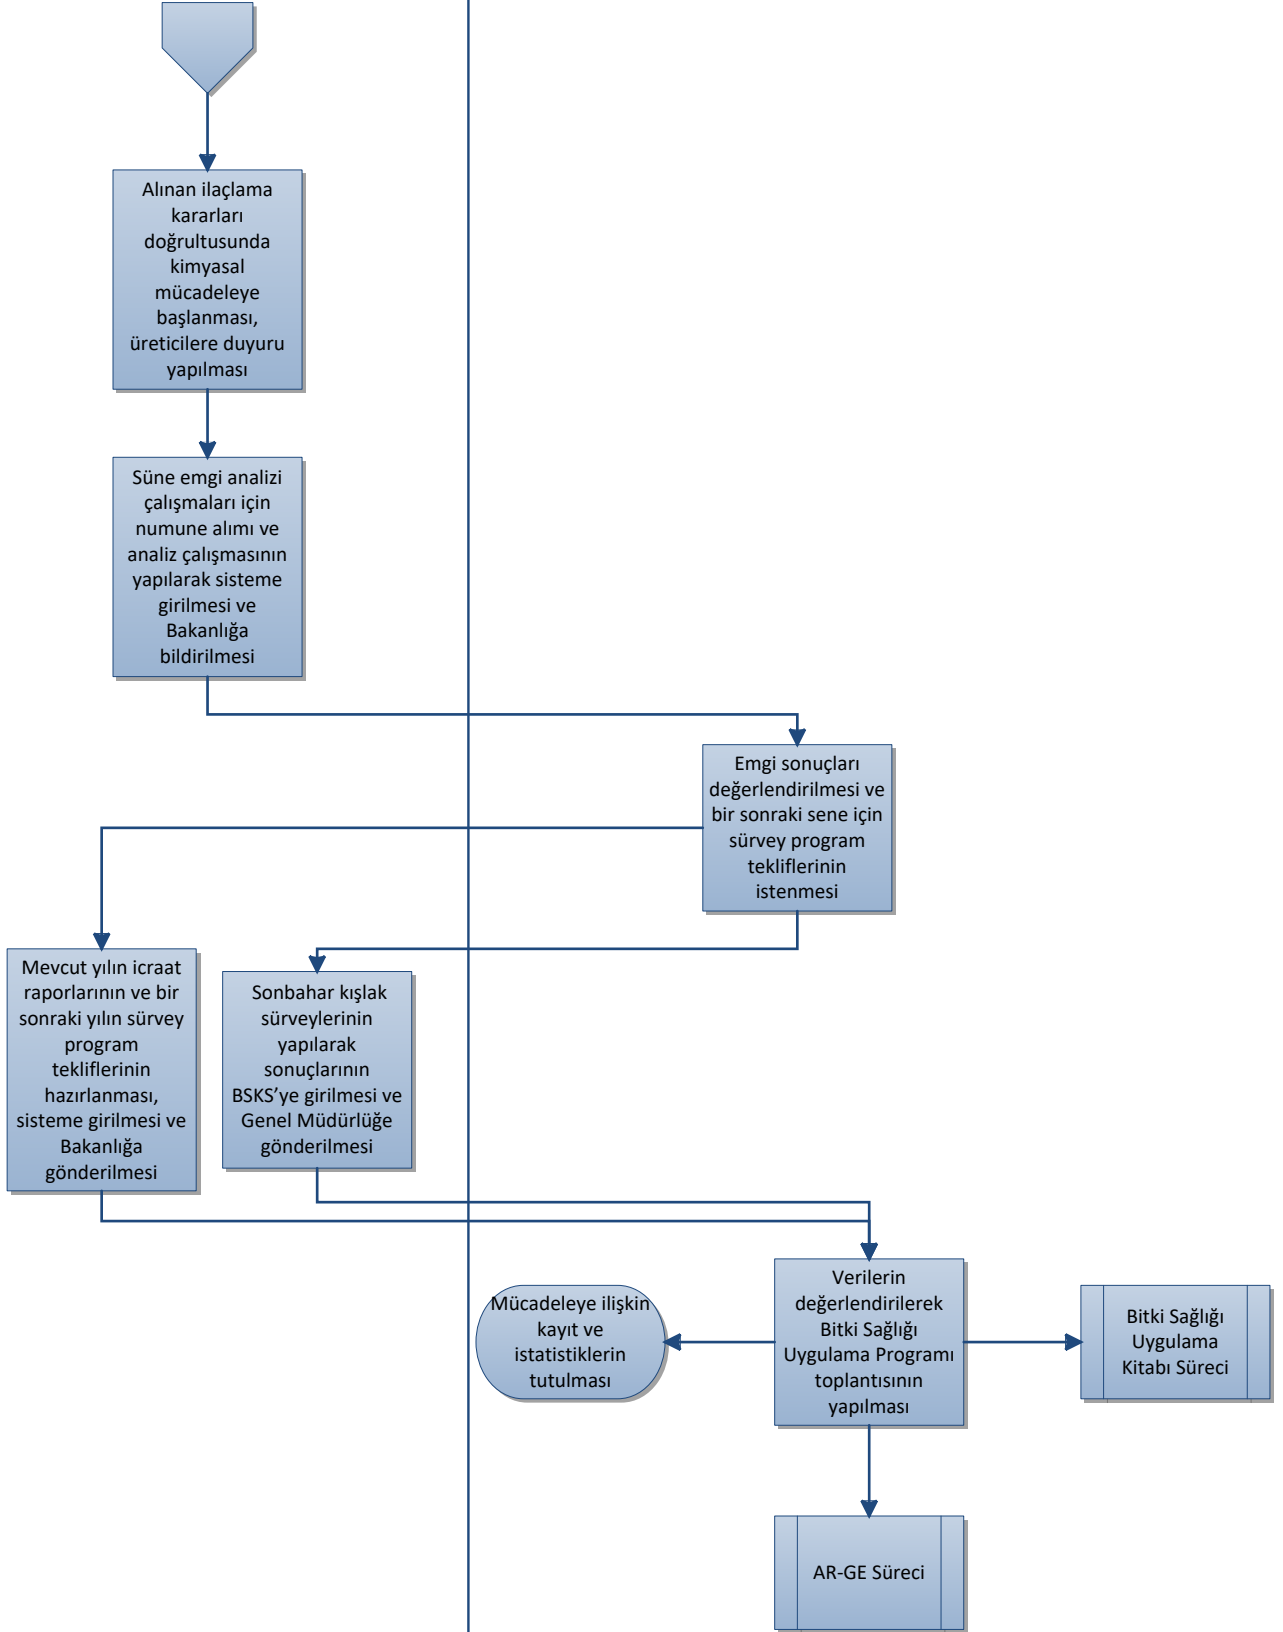 Alınan ilaçlama
kararları
doğrultusunda
kimyasal
mücadeleye
başlanması,
üreticilere duyuru
yapılması
Süne emgi analizi
çalışmaları için
numune alımı ve
analiz çalışmasının
yapılarak sisteme
girilmesi ve
Bakanlığa
bildirilmesi
Emgi sonuçları
değerlendirilmesi ve
bir sonraki sene için
sürvey program
tekliflerinin
istenmesi
Mevcut yılın icraat
raporlarının ve bir
sonraki yılın sürvey
program
tekliflerinin
hazırlanması,
sisteme girilmesi ve
Bakanlığa
gönderilmesi
Sonbahar kışlak
sürveylerinin
yapılarak
sonuçlarının
BSKS’ye girilmesi ve
Genel Müdürlüğe
gönderilmesi
Mücadeleye ilişkin
kayıt ve
istatistiklerin
tutulması
Verilerin
değerlendirilerek
Bitki Sağlığı
Uygulama Programı
toplantısının
yapılması
Bitki Sağlığı
Uygulama
Kitabı Süreci
AR-GE Süreci